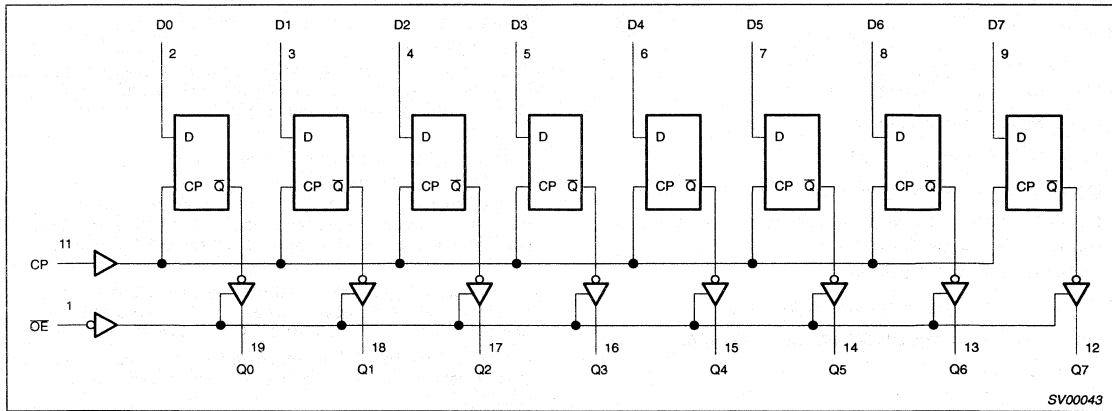 D0 D1 D2 D3 D4 D5 D6 D7
2 3 4 5 6 7 8 9
D D D D D D D D
CP Q̅ CP Q̅ CP Q̅ CP Q̅ CP Q̅ CP Q̅ CP Q̅ CP Q̅
11
CP
1
O̅E̅
19 18 17 16 15 14 13 12
Q0 Q1 Q2 Q3 Q4 Q5 Q6 Q7
SV00043